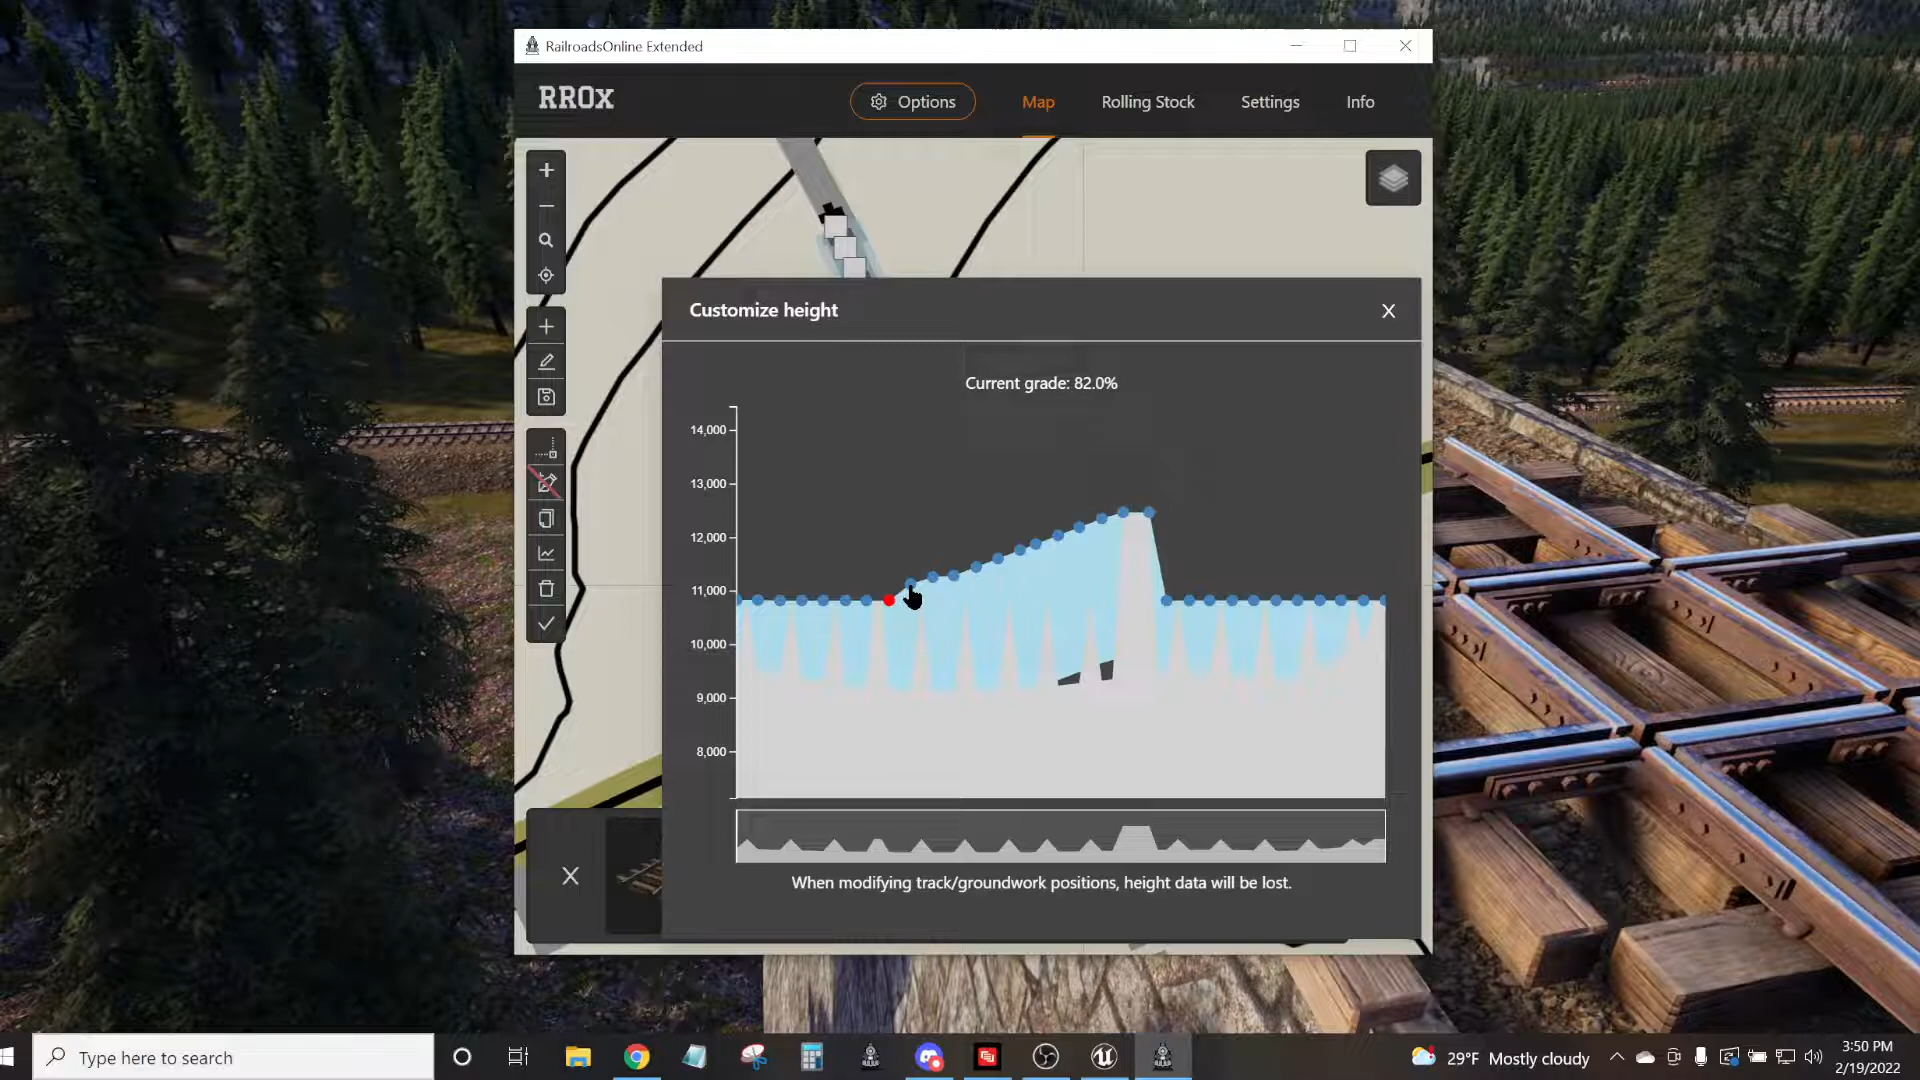 RailroadsOnline Extended
RROx
Options
Map
Rolling Stock
Settings
Info
Customize height
X
Current grade: 82.0%
14,000
13,000
12,000
11,000
10,000
9,000
8,000
When modifying track/groundwork positions, height data will be lost.
X
Type here to search
29°F Mostly cloudy
3:50 PM
2/19/2022